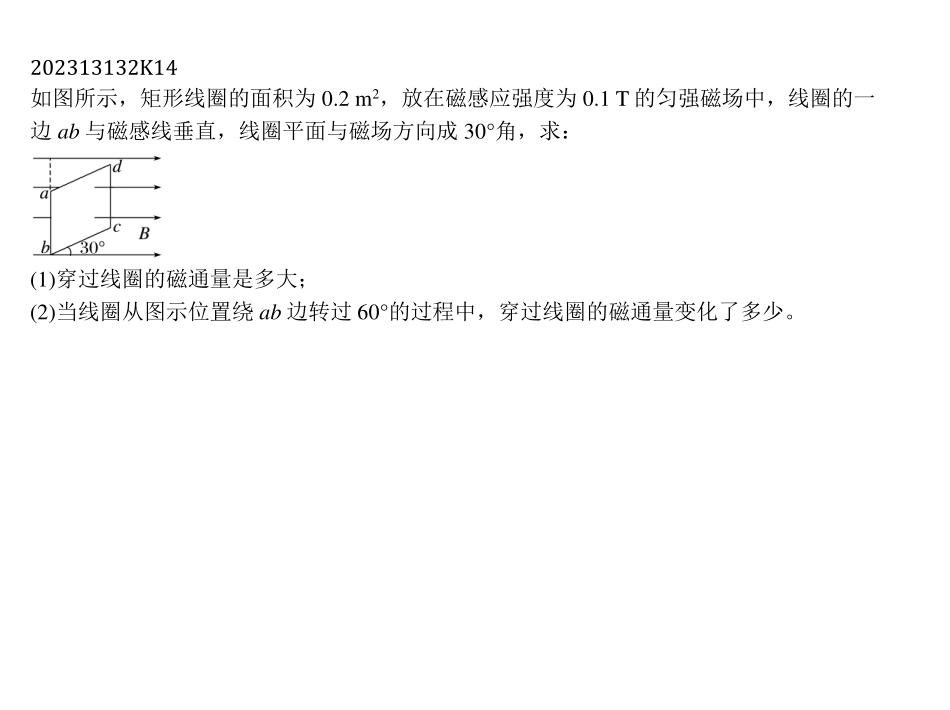 202313132K14
如图所示，矩形线圈的面积为 0.2 m²，放在磁感应强度为 0.1 T 的匀强磁场中，线圈的一
边 ab 与磁感线垂直，线圈平面与磁场方向成 30°角，求：
d
a
c
B
b
30°
(1)穿过线圈的磁通量是多大；
(2)当线圈从图示位置绕 ab 边转过 60°的过程中，穿过线圈的磁通量变化了多少。